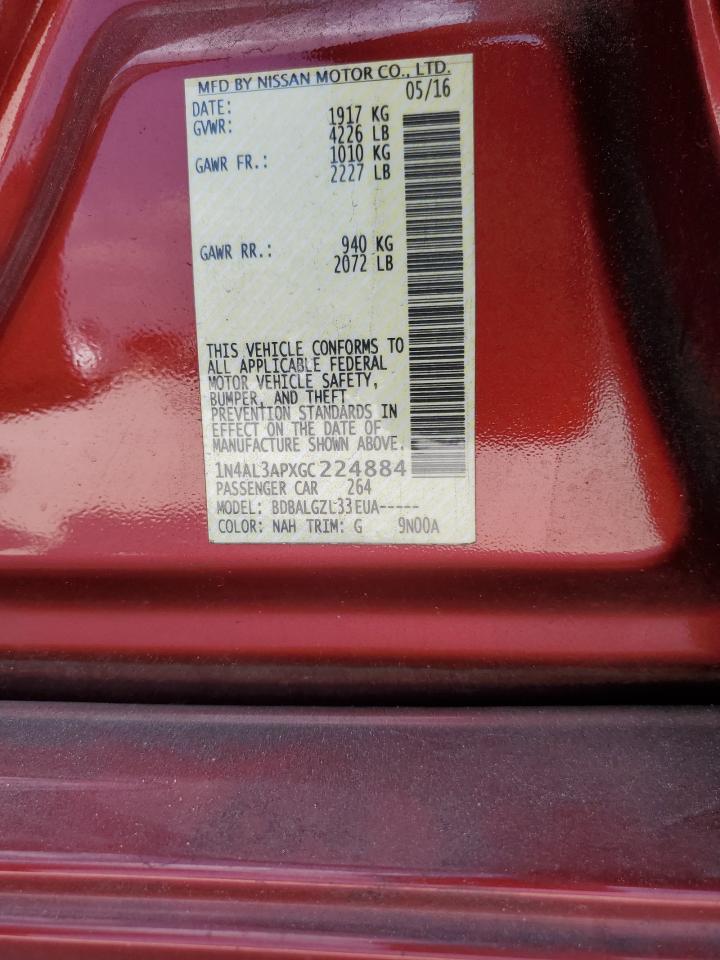 MFD BY NISSAN MOTOR CO., LTD.
DATE: 05/16
GVWR: 1917 KG
4226 LB
GAWR FR.: 1010 KG
2227 LB
GAWR RR.: 940 KG
2072 LB
THIS VEHICLE CONFORMS TO
ALL APPLICABLE FEDERAL
MOTOR VEHICLE SAFETY,
BUMPER, AND THEFT
PREVENTION STANDARDS IN
EFFECT ON THE DATE OF
MANUFACTURE SHOWN ABOVE.
1N4AL3APXGC224884
PASSENGER CAR 264
MODEL: BDBALGZL33EUA-----
COLOR: NAH TRIM: G 9N00A